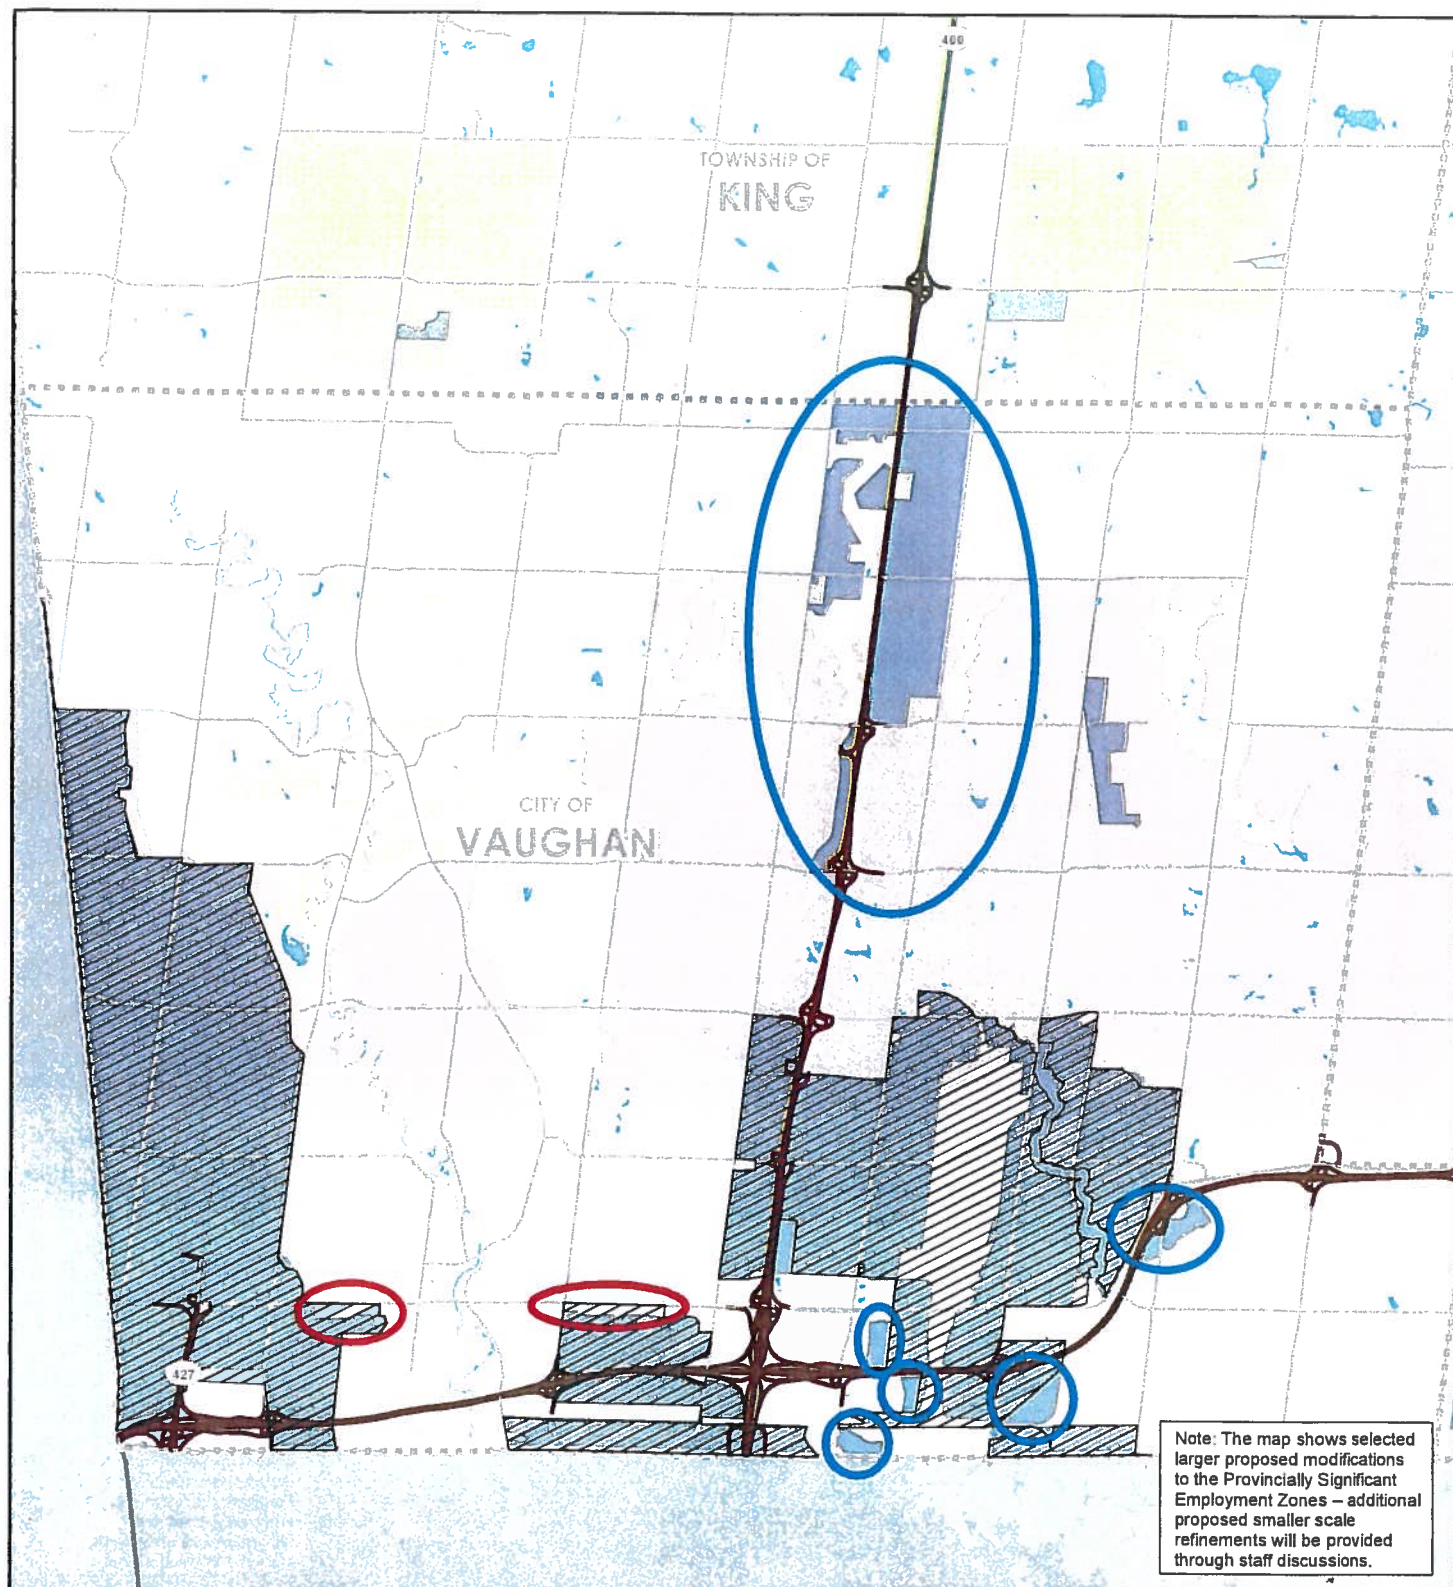 400
TOWNSHIP OF
KING
CITY OF
VAUGHAN
427
Note: The map shows selected
larger proposed modifications
to the Provincially Significant
Employment Zones – additional
proposed smaller scale
refinements will be provided
through staff discussions.